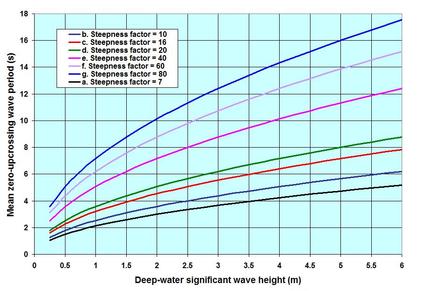 18
16
14
12
10
8
6
4
2
0
Mean zero-upcrossing wave period (s)
b. Steepness factor = 10
c. Steepness factor = 16
d. Steepness factor = 20
e. Steepness factor = 40
f. Steepness factor = 60
g. Steepness factor = 80
a. Steepness factor = 7
0 0.5 1 1.5 2 2.5 3 3.5 4 4.5 5 5.5 6
Deep-water significant wave height (m)